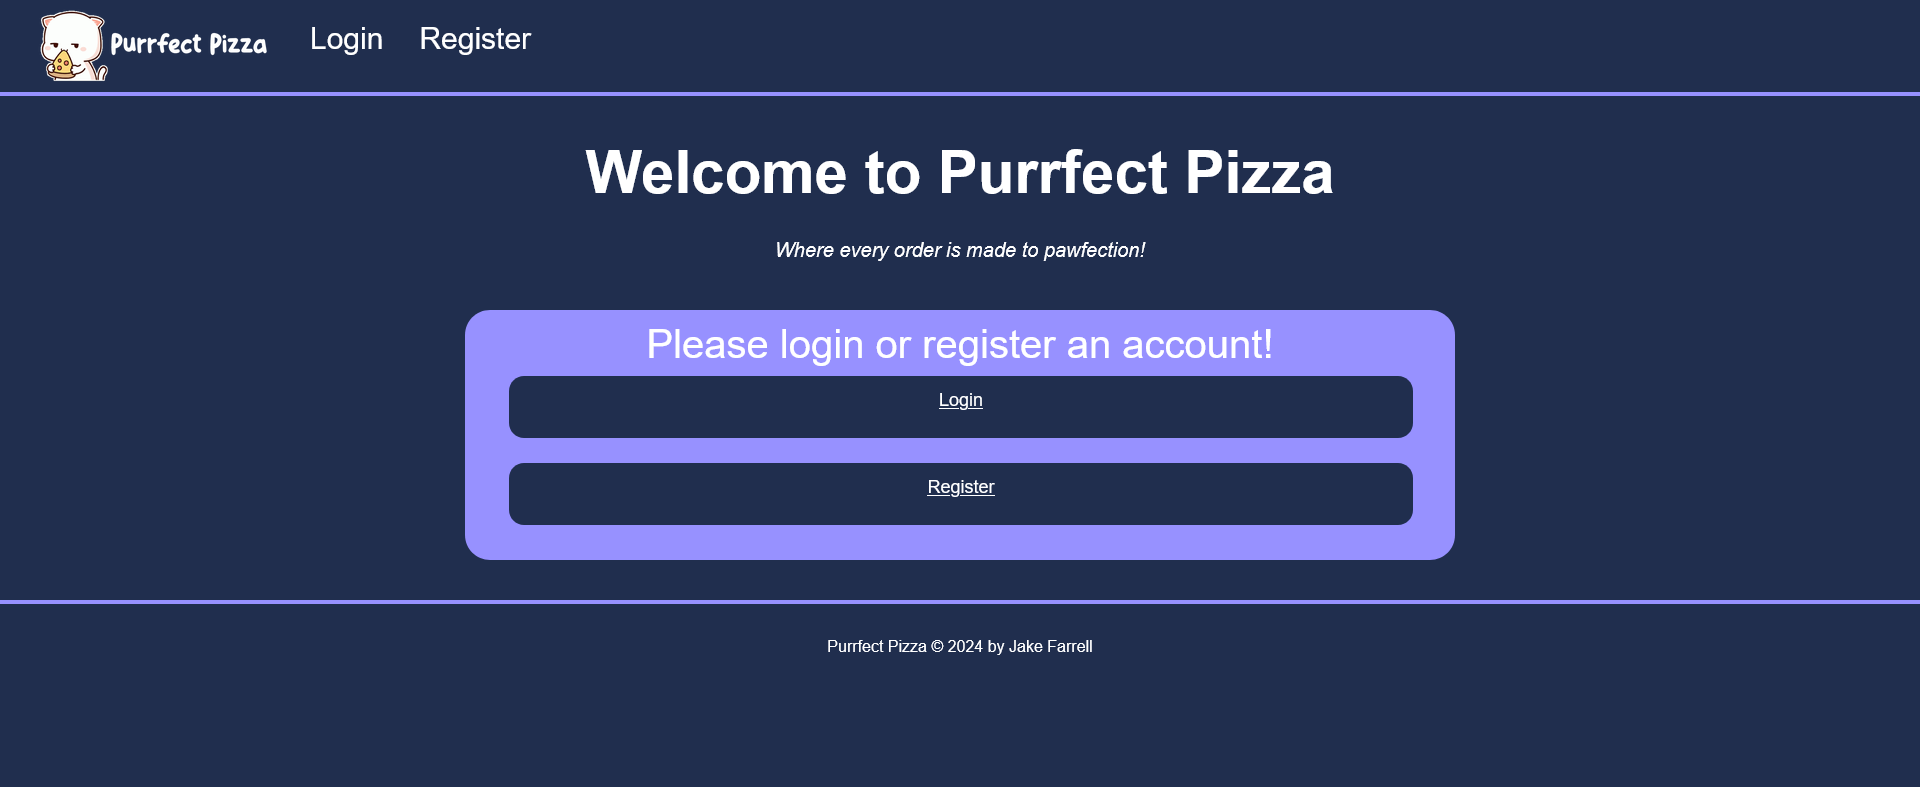 Purrfect Pizza Login Register
Welcome to Purrfect Pizza
Where every order is made to pawfection!
Please login or register an account!
Login
Register
Purrfect Pizza © 2024 by Jake Farrell